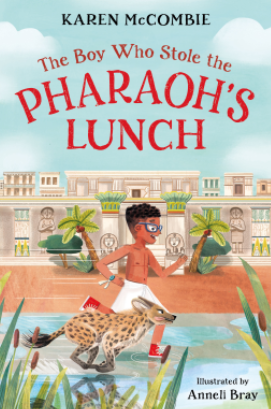 KAREN McCOMBIE
The Boy Who Stole the
PHARAOH'S
LUNCH
Illustrated by
Anneli Bray